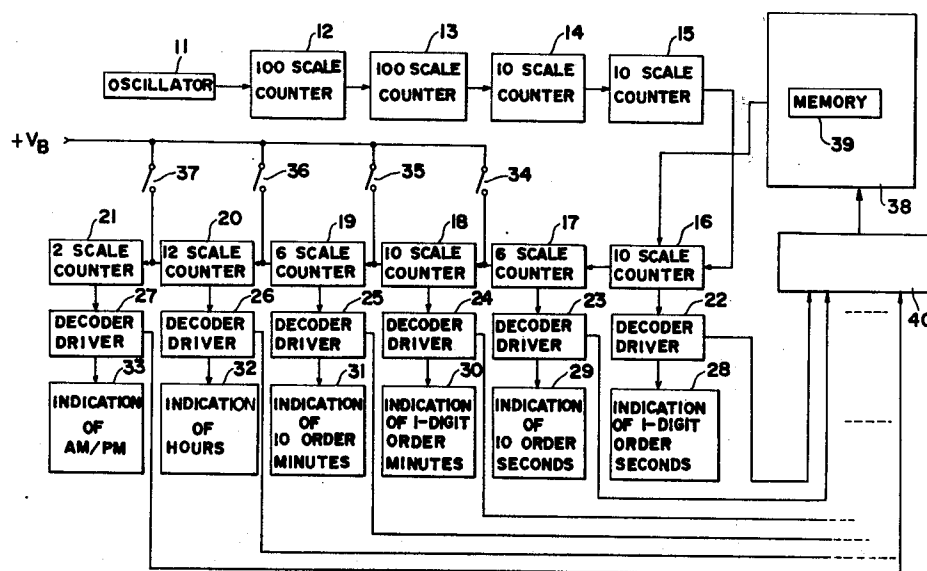 11
OSCILLATOR
12
100 SCALE
COUNTER
13
100 SCALE
COUNTER
14
10 SCALE
COUNTER
15
10 SCALE
COUNTER
MEMORY
39
38
+VB
37
36
35
34
21
2 SCALE
COUNTER
20
12 SCALE
COUNTER
19
6 SCALE
COUNTER
18
10 SCALE
COUNTER
17
6 SCALE
COUNTER
16
10 SCALE
COUNTER
40
27
DECODER
DRIVER
26
DECODER
DRIVER
25
DECODER
DRIVER
24
DECODER
DRIVER
23
DECODER
DRIVER
22
DECODER
DRIVER
33
INDICATION
OF
AM/PM
32
INDICATION
OF
HOURS
31
INDICATION
OF
10 ORDER
MINUTES
30
INDICATION
OF 1-DIGIT
ORDER
MINUTES
29
INDICATION
OF
10 ORDER
SECONDS
28
INDICATION
OF 1-DIGIT
ORDER
SECONDS